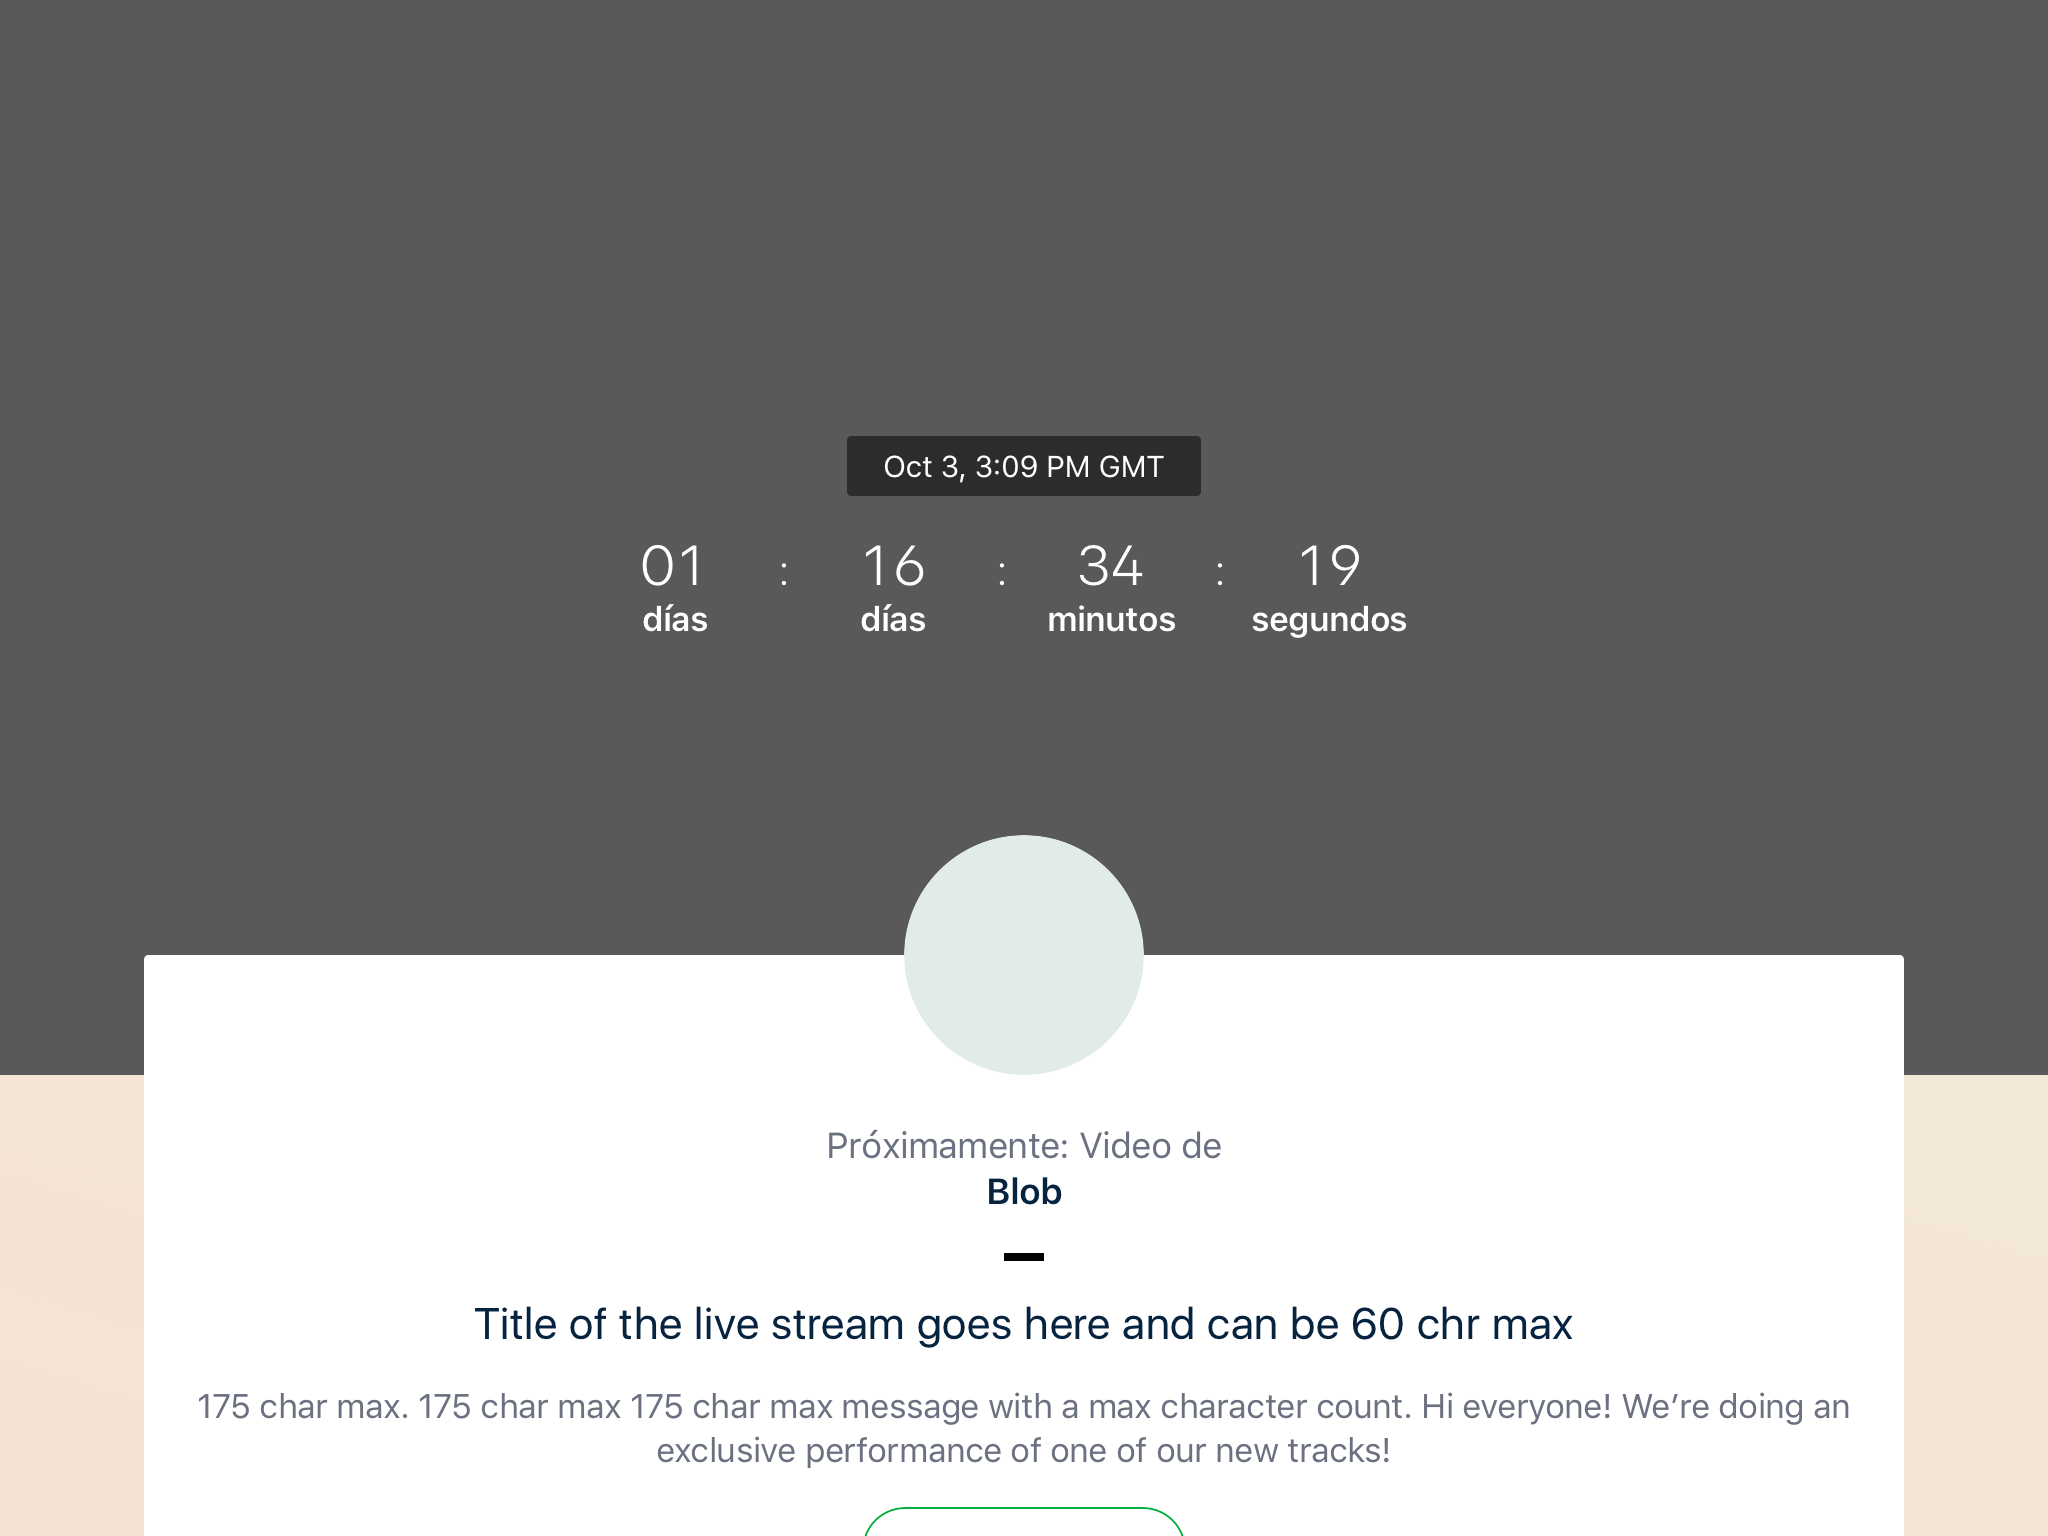 Oct 3, 3:09 PM GMT
01 : 16 : 34 : 19
días días minutos segundos
Próximamente: Video de
Blob
Title of the live stream goes here and can be 60 chr max
175 char max. 175 char max 175 char max message with a max character count. Hi everyone! We’re doing an
exclusive performance of one of our new tracks!